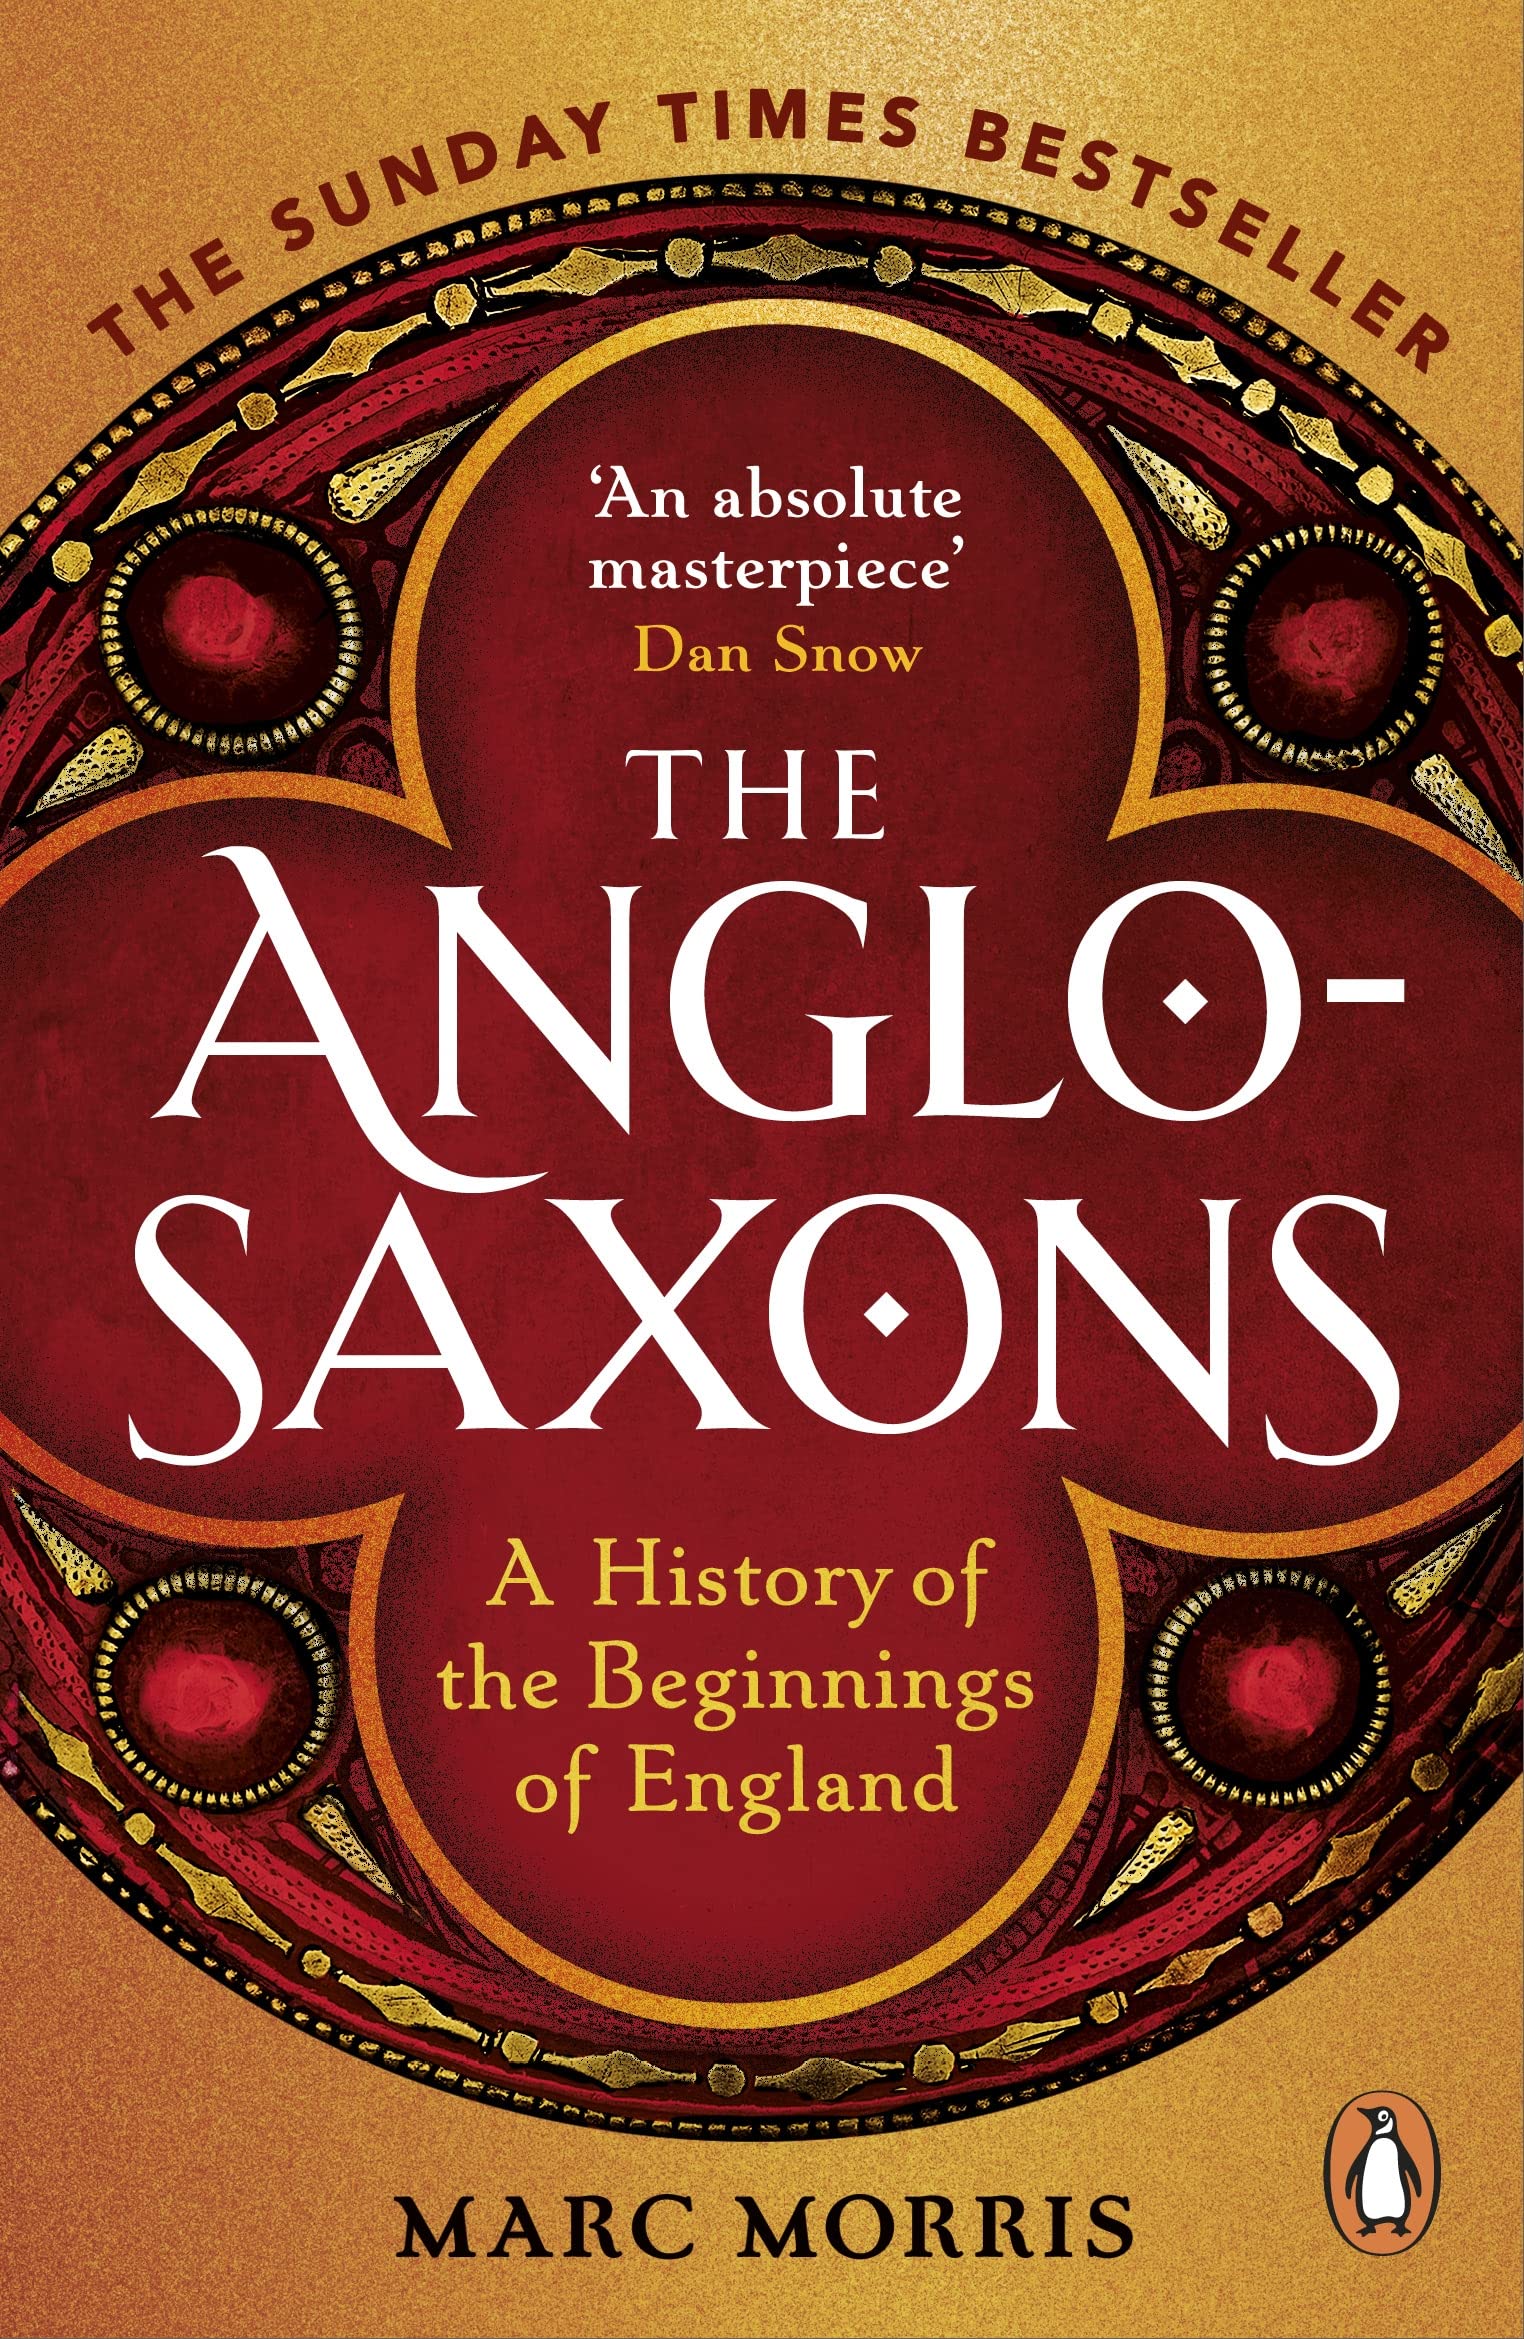 THE SUNDAY TIMES BESTSELLER
‘An absolute
masterpiece’
Dan Snow
THE
ANGLO-
SAXONS
A History of
the Beginnings
of England
MARC MORRIS